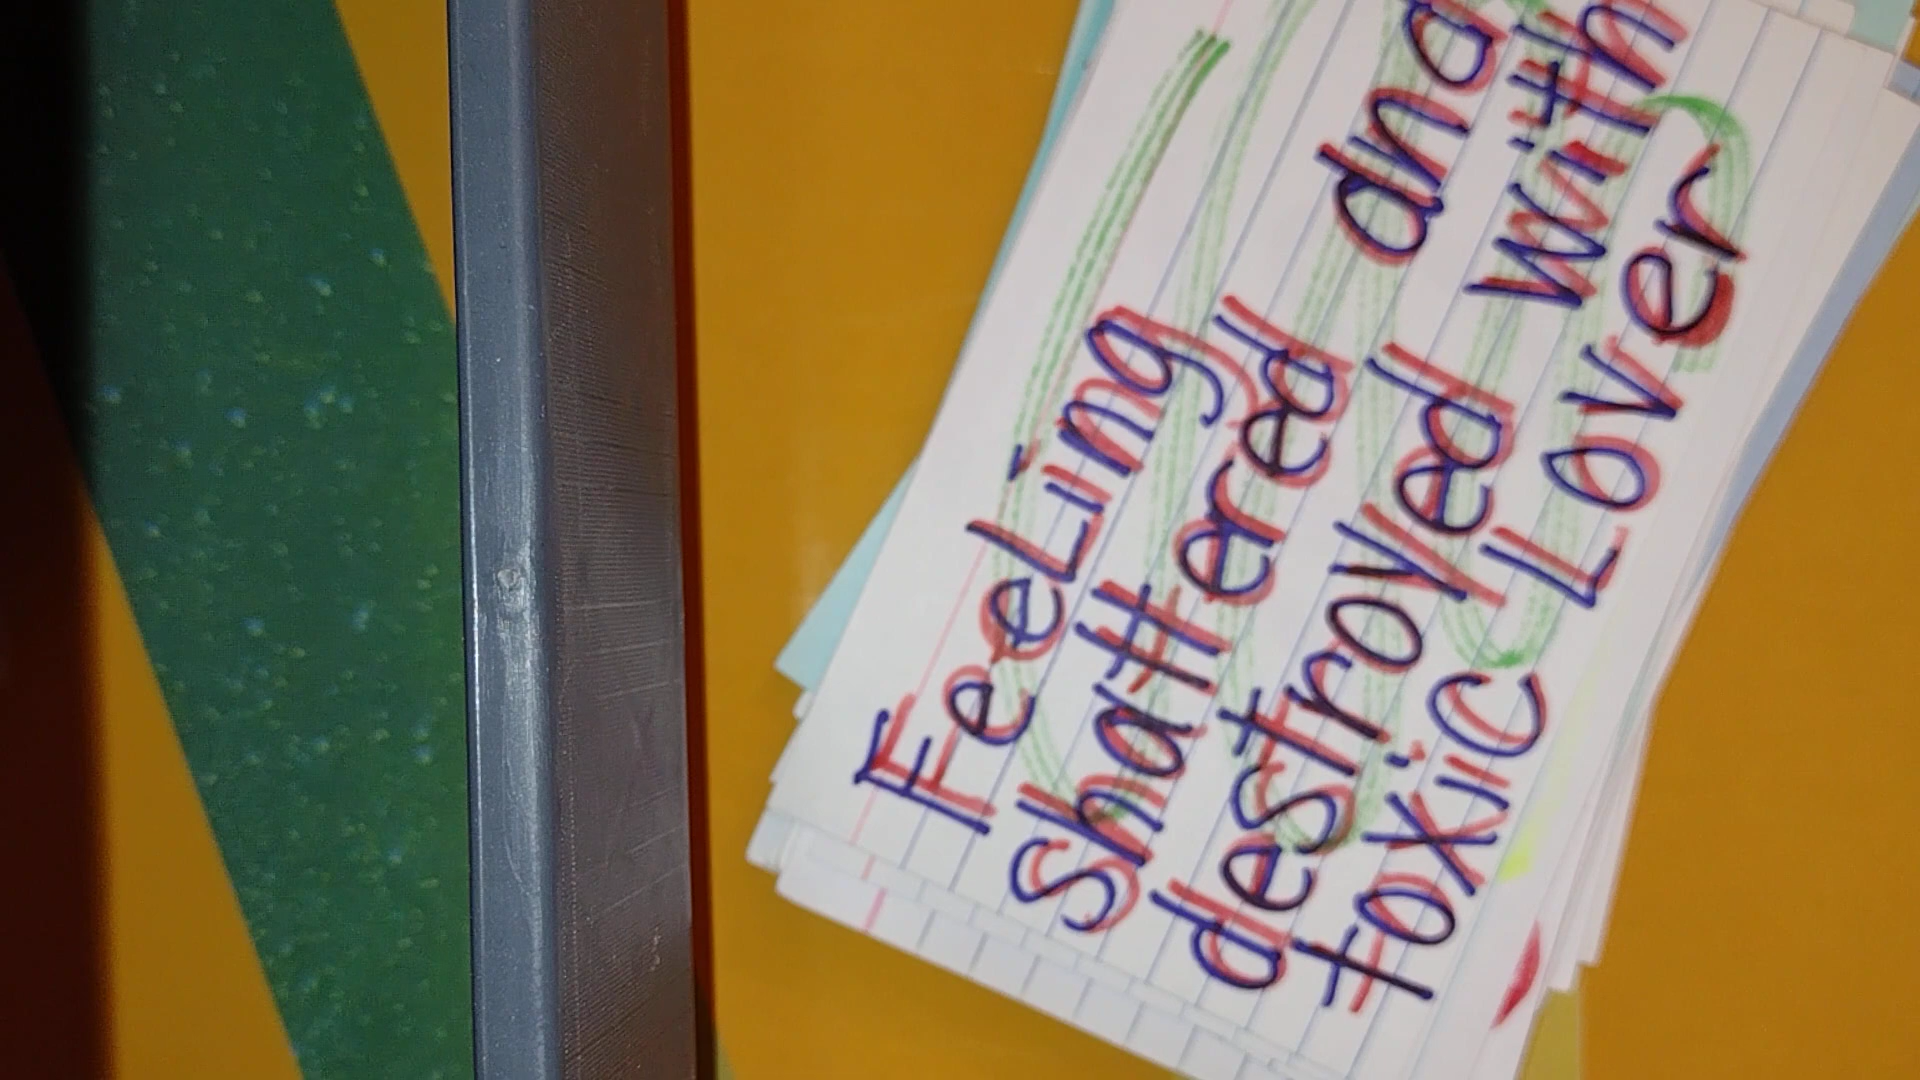 FeeLing
shattered and
destroyed with
toxic Lover